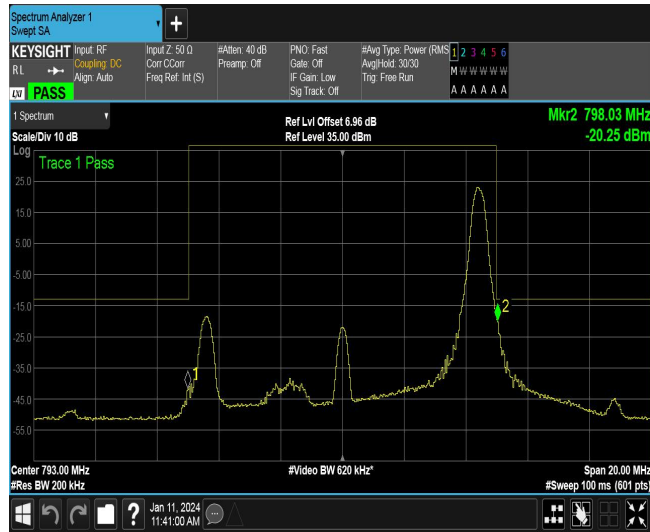 Spectrum Analyzer 1
Swept SA
+
KEYSIGHT
RL
LXI PASS
Input: RF
Coupling: DC
Align: Auto
Input Z: 50 Ω
Corr CCorr
Freq Ref: Int (S)
#Atten: 40 dB
Preamp: Off
PNO: Fast
Gate: Off
IF Gain: Low
Sig Track: Off
#Avg Type: Power (RMS
Avg|Hold: 30/30
Trig: Free Run
1 2 3 4 5 6
M W W W W W
A A A A A A
1 Spectrum
Scale/Div 10 dB
Ref Lvl Offset 6.96 dB
Ref Level 35.00 dBm
Mkr2 798.03 MHz
-20.25 dBm
Log
Trace 1 Pass
25.0
15.0
5.00
-5.00
-15.0
-25.0
-35.0
-45.0
-55.0
1
2
Center 793.00 MHz
#Res BW 200 kHz
#Video BW 620 kHz*
Span 20.00 MHz
#Sweep 100 ms (601 pts)
?
Jan 11, 2024
11:41:00 AM